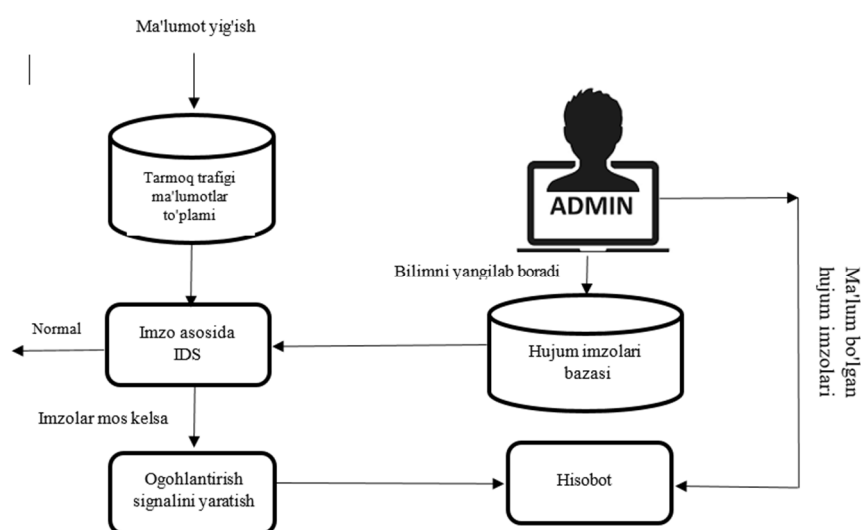 Ma'lumot yig'ish
Tarmoq trafigi
ma'lumotlar
to'plami
ADMIN
Bilimni yangilab boradi
Ma'lum bo'lgan
hujum imzolari
Normal
Imzo asosida
IDS
Hujum imzolari
bazasi
Imzolar mos kelsa
Ogohlantirish
signalini yaratish
Hisobot